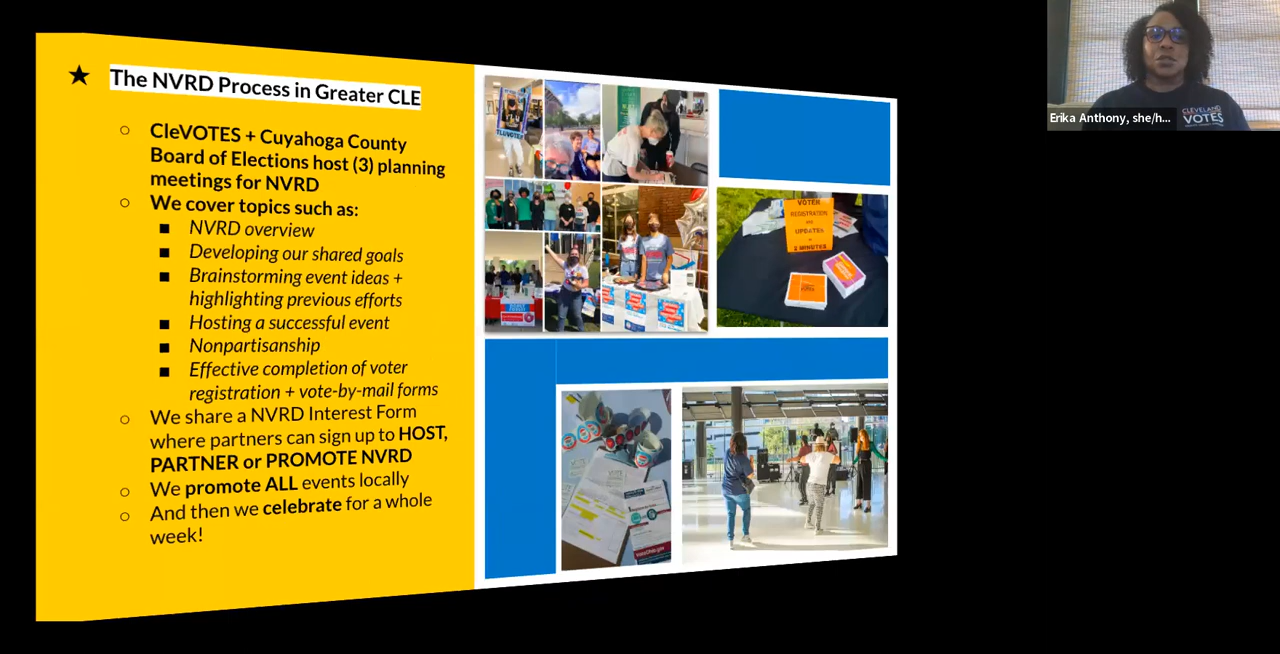 ★ The NVRD Process in Greater CLE
○ CleVOTES + Cuyahoga County
Board of Elections host (3) planning
meetings for NVRD
○ We cover topics such as:
■ NVRD overview
■ Developing our shared goals
■ Brainstorming event ideas +
highlighting previous efforts
■ Hosting a successful event
■ Nonpartisanship
■ Effective completion of voter
registration + vote-by-mail forms
○ We share a NVRD Interest Form
where partners can sign up to HOST,
PARTNER or PROMOTE NVRD
○ We promote ALL events locally
○ And then we celebrate for a whole
week!
VOTER
REGISTRATION
UPDATES
2 MINUTES
CLEVELAND
VOTES
Erika Anthony, she/h...